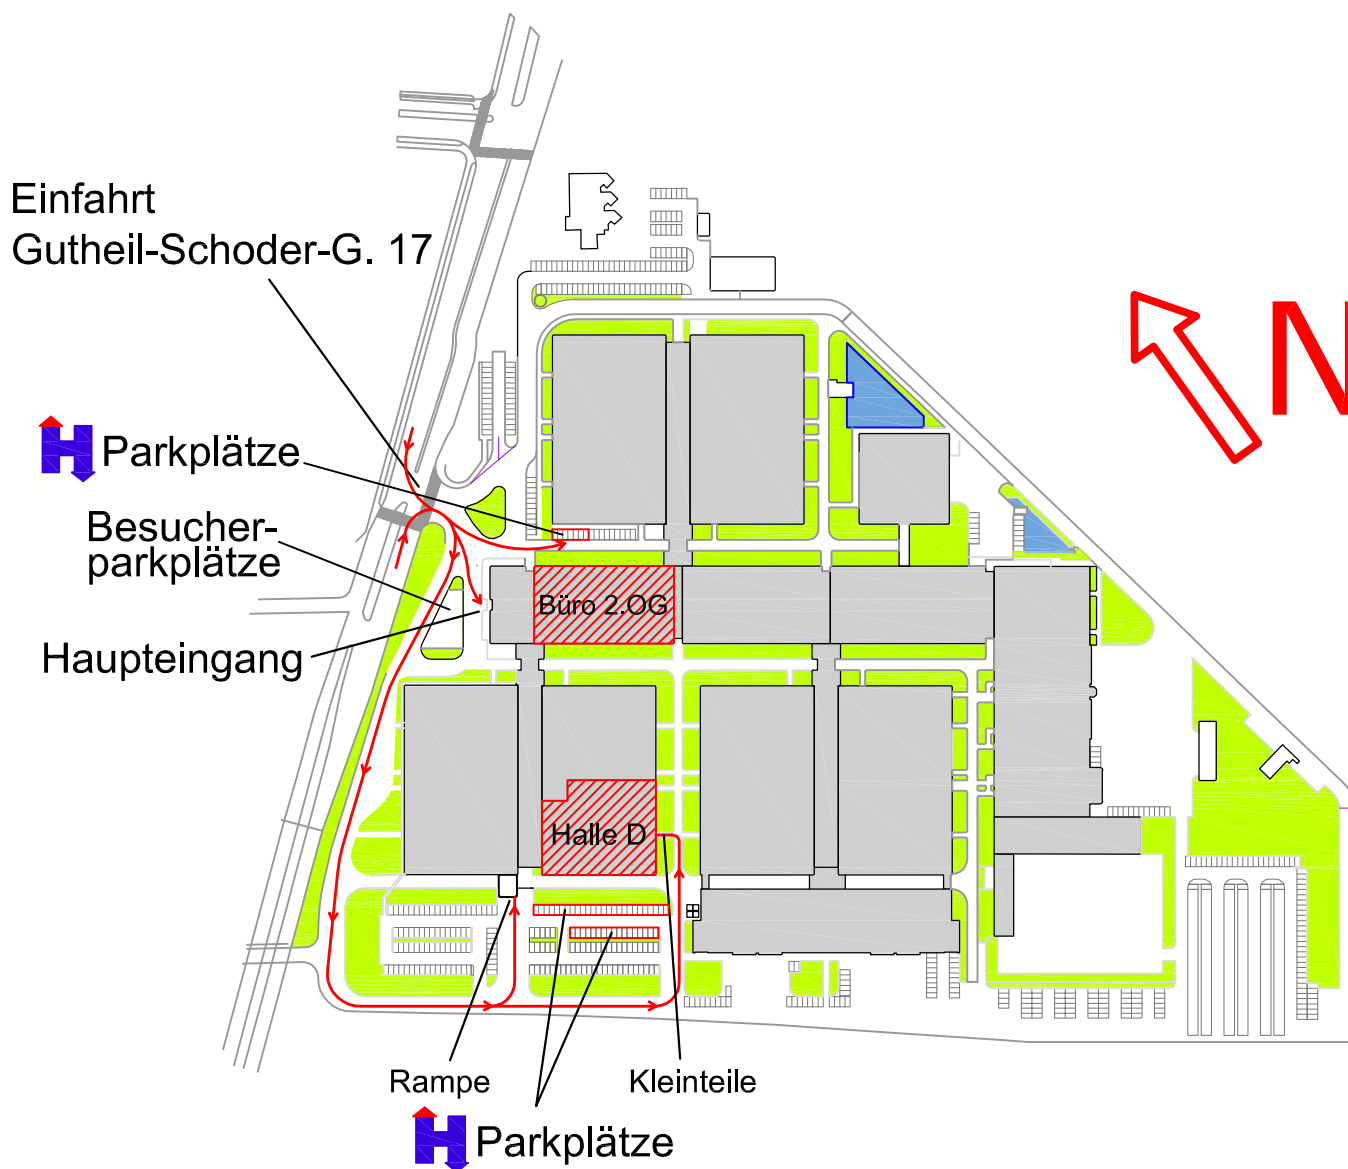 Einfahrt
Gutheil-Schoder-G. 17
N
H Parkplätze
Besucher-
parkplätze
Büro 2.OG
Haupteingang
Halle D
Rampe
Kleinteile
H Parkplätze